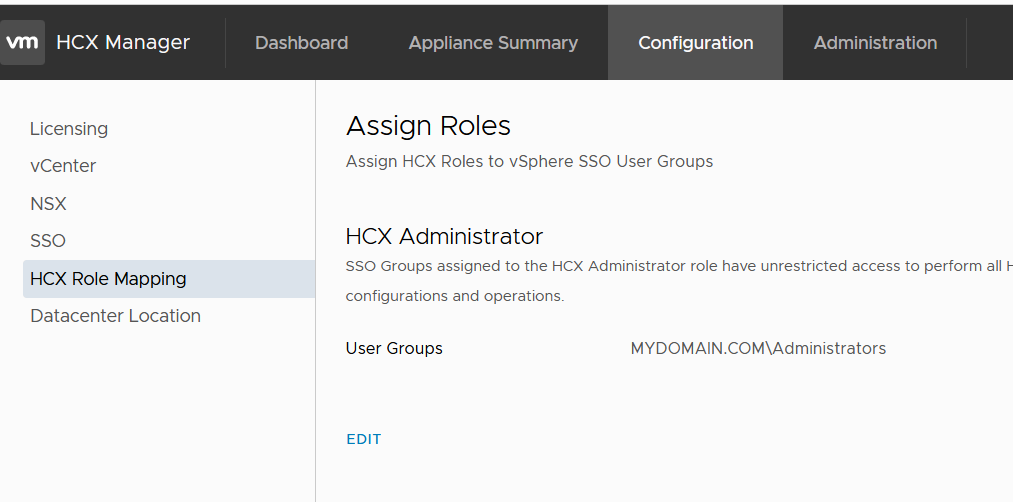 vm HCX Manager Dashboard Appliance Summary Configuration Administration
Licensing
vCenter
NSX
SSO
HCX Role Mapping
Datacenter Location
Assign Roles
Assign HCX Roles to vSphere SSO User Groups
HCX Administrator
SSO Groups assigned to the HCX Administrator role have unrestricted access to perform all H
configurations and operations.
User Groups MYDOMAIN.COM\Administrators
EDIT